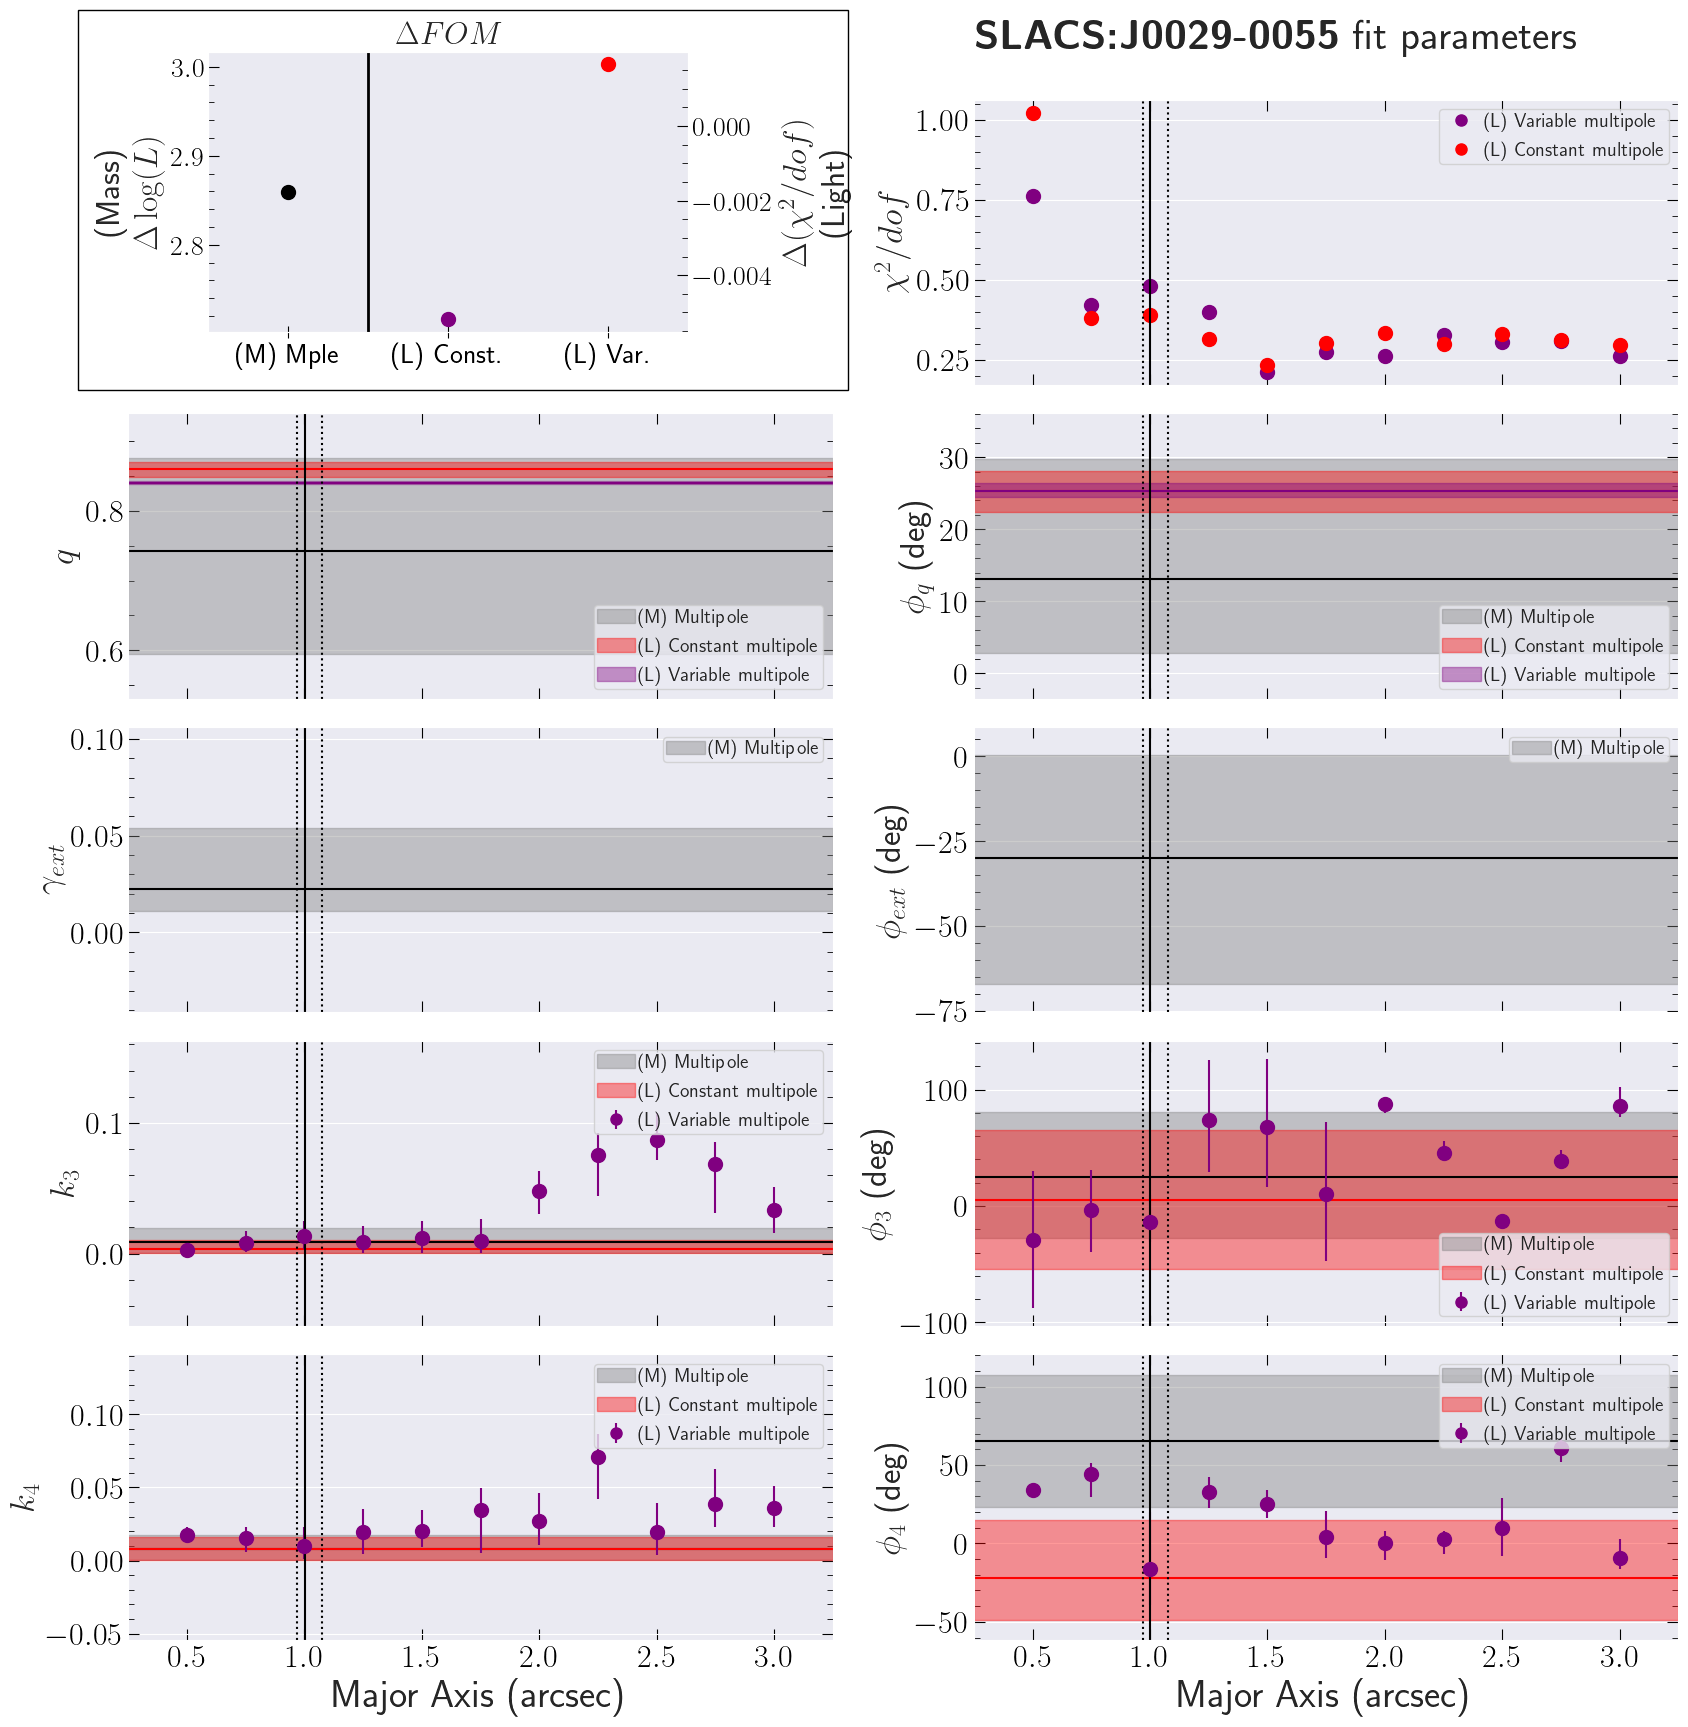 ΔFOM
SLACS:J0029-0055 fit parameters
(Mass)
Δ log(L)
3.0
2.9
2.8
0.000
−0.002
−0.004
Δ(χ²/dof)
(Light)
(M) Mple
(L) Const.
(L) Var.
χ²/dof
1.00
0.75
0.50
0.25
(L) Variable multipole
(L) Constant multipole
q
0.8
0.6
(M) Multipole
(L) Constant multipole
(L) Variable multipole
ϕq (deg)
30
20
10
0
(M) Multipole
(L) Constant multipole
(L) Variable multipole
γext
0.10
0.05
0.00
(M) Multipole
ϕext (deg)
0
−25
−50
−75
(M) Multipole
k3
0.1
0.0
(M) Multipole
(L) Constant multipole
(L) Variable multipole
ϕ3 (deg)
100
0
−100
(M) Multipole
(L) Constant multipole
(L) Variable multipole
k4
0.10
0.05
0.00
−0.05
(M) Multipole
(L) Constant multipole
(L) Variable multipole
0.5 1.0 1.5 2.0 2.5 3.0
Major Axis (arcsec)
ϕ4 (deg)
100
50
0
−50
(M) Multipole
(L) Constant multipole
(L) Variable multipole
0.5 1.0 1.5 2.0 2.5 3.0
Major Axis (arcsec)